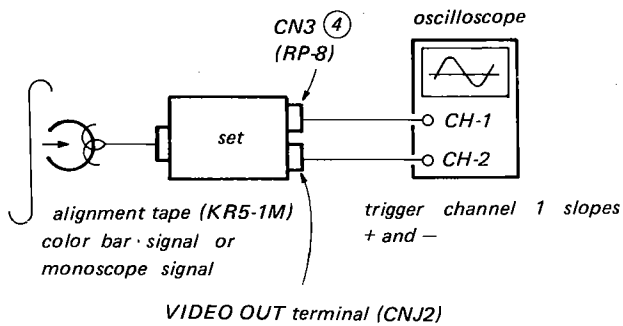 CN3 ④
(RP-8)
oscilloscope
set
CH-1
CH-2
alignment tape (KR5-1M)
color bar · signal or
monoscope signal
trigger channel 1 slopes
+ and —
VIDEO OUT terminal (CNJ2)